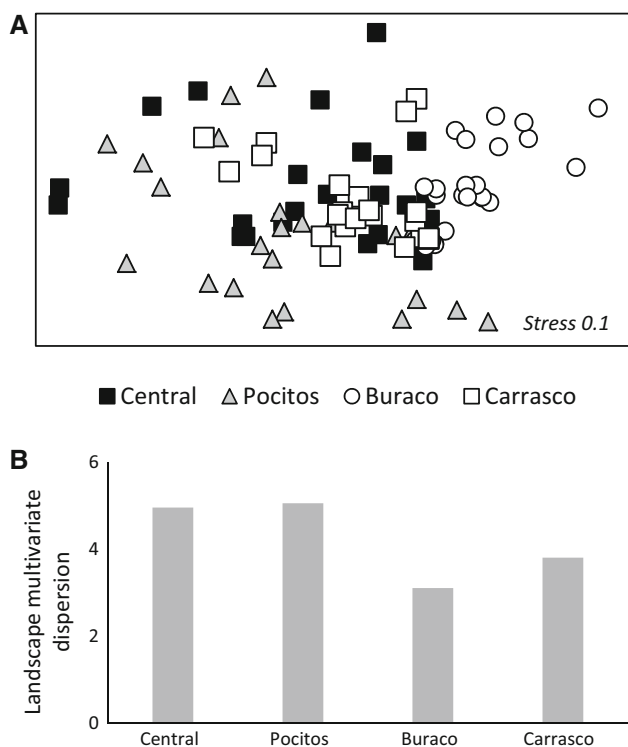 A
Stress 0.1
Central Pocitos Buraco Carrasco
B
Landscape multivariate
dispersion
6
4
2
0
Central Pocitos Buraco Carrasco